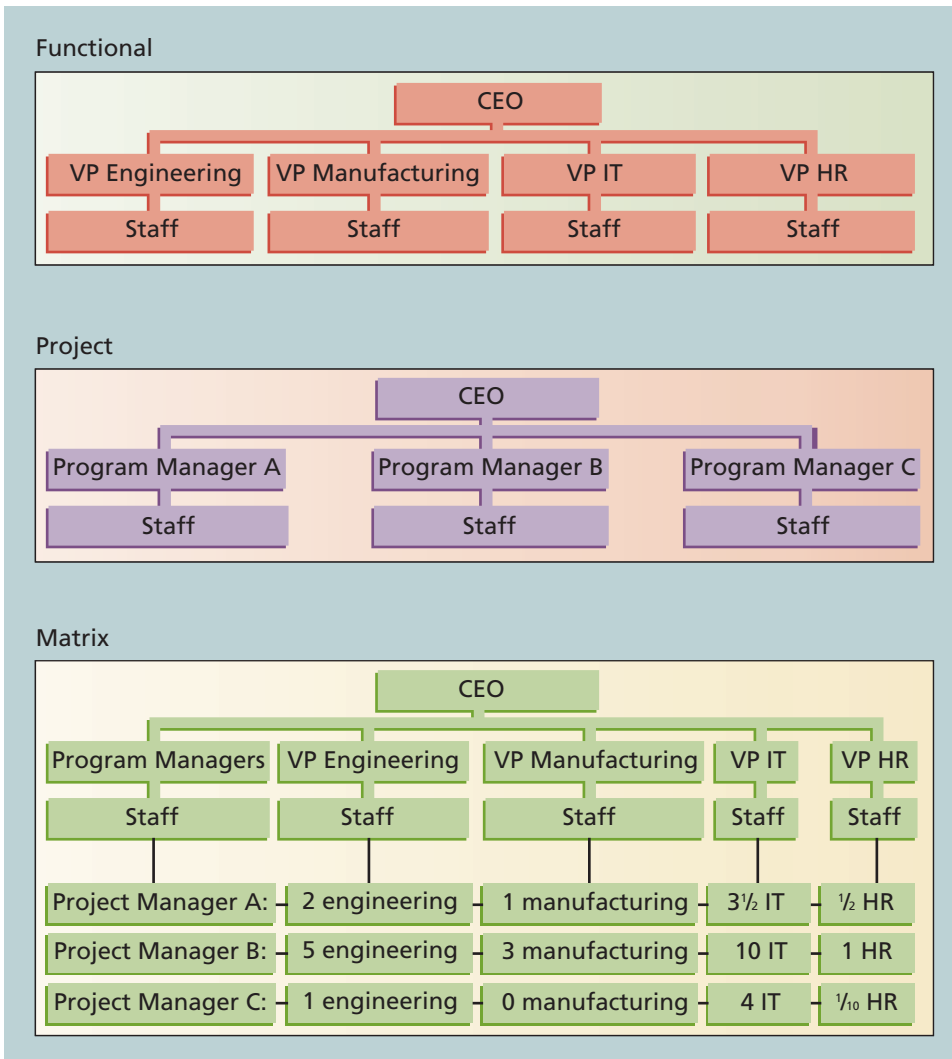 Functional
CEO
VP Engineering VP Manufacturing VP IT VP HR
Staff Staff Staff Staff
Project
CEO
Program Manager A Program Manager B Program Manager C
Staff Staff Staff
Matrix
CEO
Program Managers VP Engineering VP Manufacturing VP IT VP HR
Staff Staff Staff Staff Staff
Project Manager A: 2 engineering 1 manufacturing 3½ IT ½ HR
Project Manager B: 5 engineering 3 manufacturing 10 IT 1 HR
Project Manager C: 1 engineering 0 manufacturing 4 IT ⅒ HR